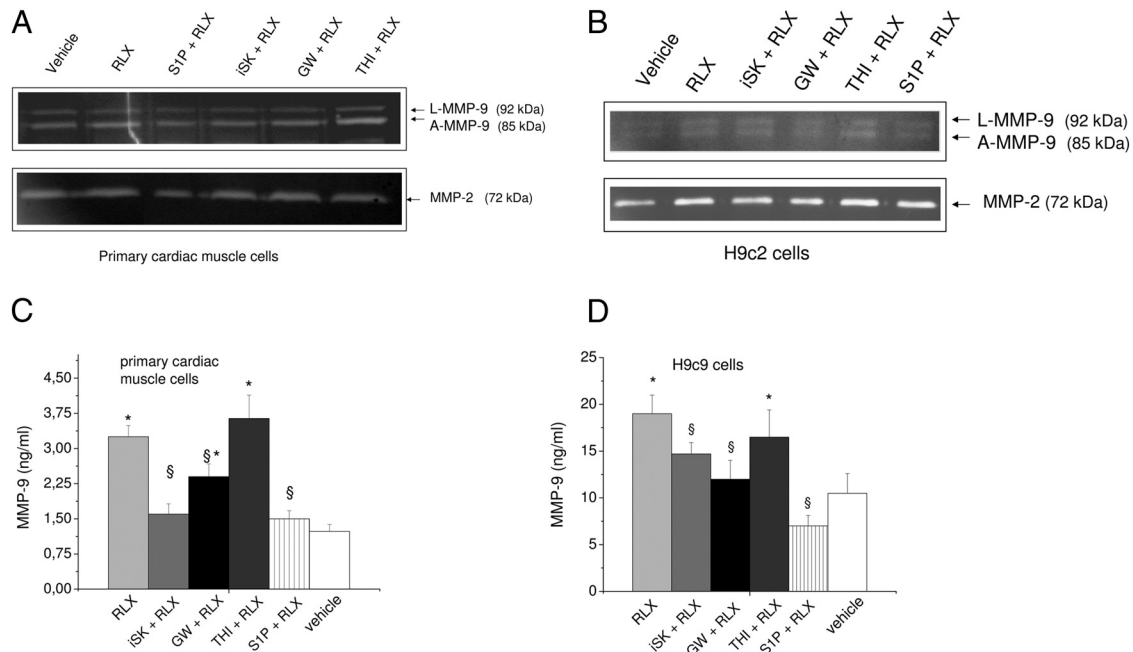 A
Vehicle
RLX
S1P + RLX
iSK + RLX
GW + RLX
THI + RLX
L-MMP-9 (92 kDa)
A-MMP-9 (85 kDa)
MMP-2 (72 kDa)
Primary cardiac muscle cells
B
Vehicle
RLX
iSK + RLX
GW + RLX
THI + RLX
S1P + RLX
L-MMP-9 (92 kDa)
A-MMP-9 (85 kDa)
MMP-2 (72 kDa)
H9c2 cells
C
primary cardiac
muscle cells
MMP-9 (ng/ml)
4,50
3,75
3,00
2,25
1,50
0,75
0,00
*
§
§ *
*
§
RLX
iSK + RLX
GW + RLX
THI + RLX
S1P + RLX
vehicle
D
H9c9 cells
MMP-9 (ng/ml)
25
20
15
10
5
0
*
§
§
*
§
RLX
iSK + RLX
GW + RLX
THI + RLX
S1P + RLX
vehicle